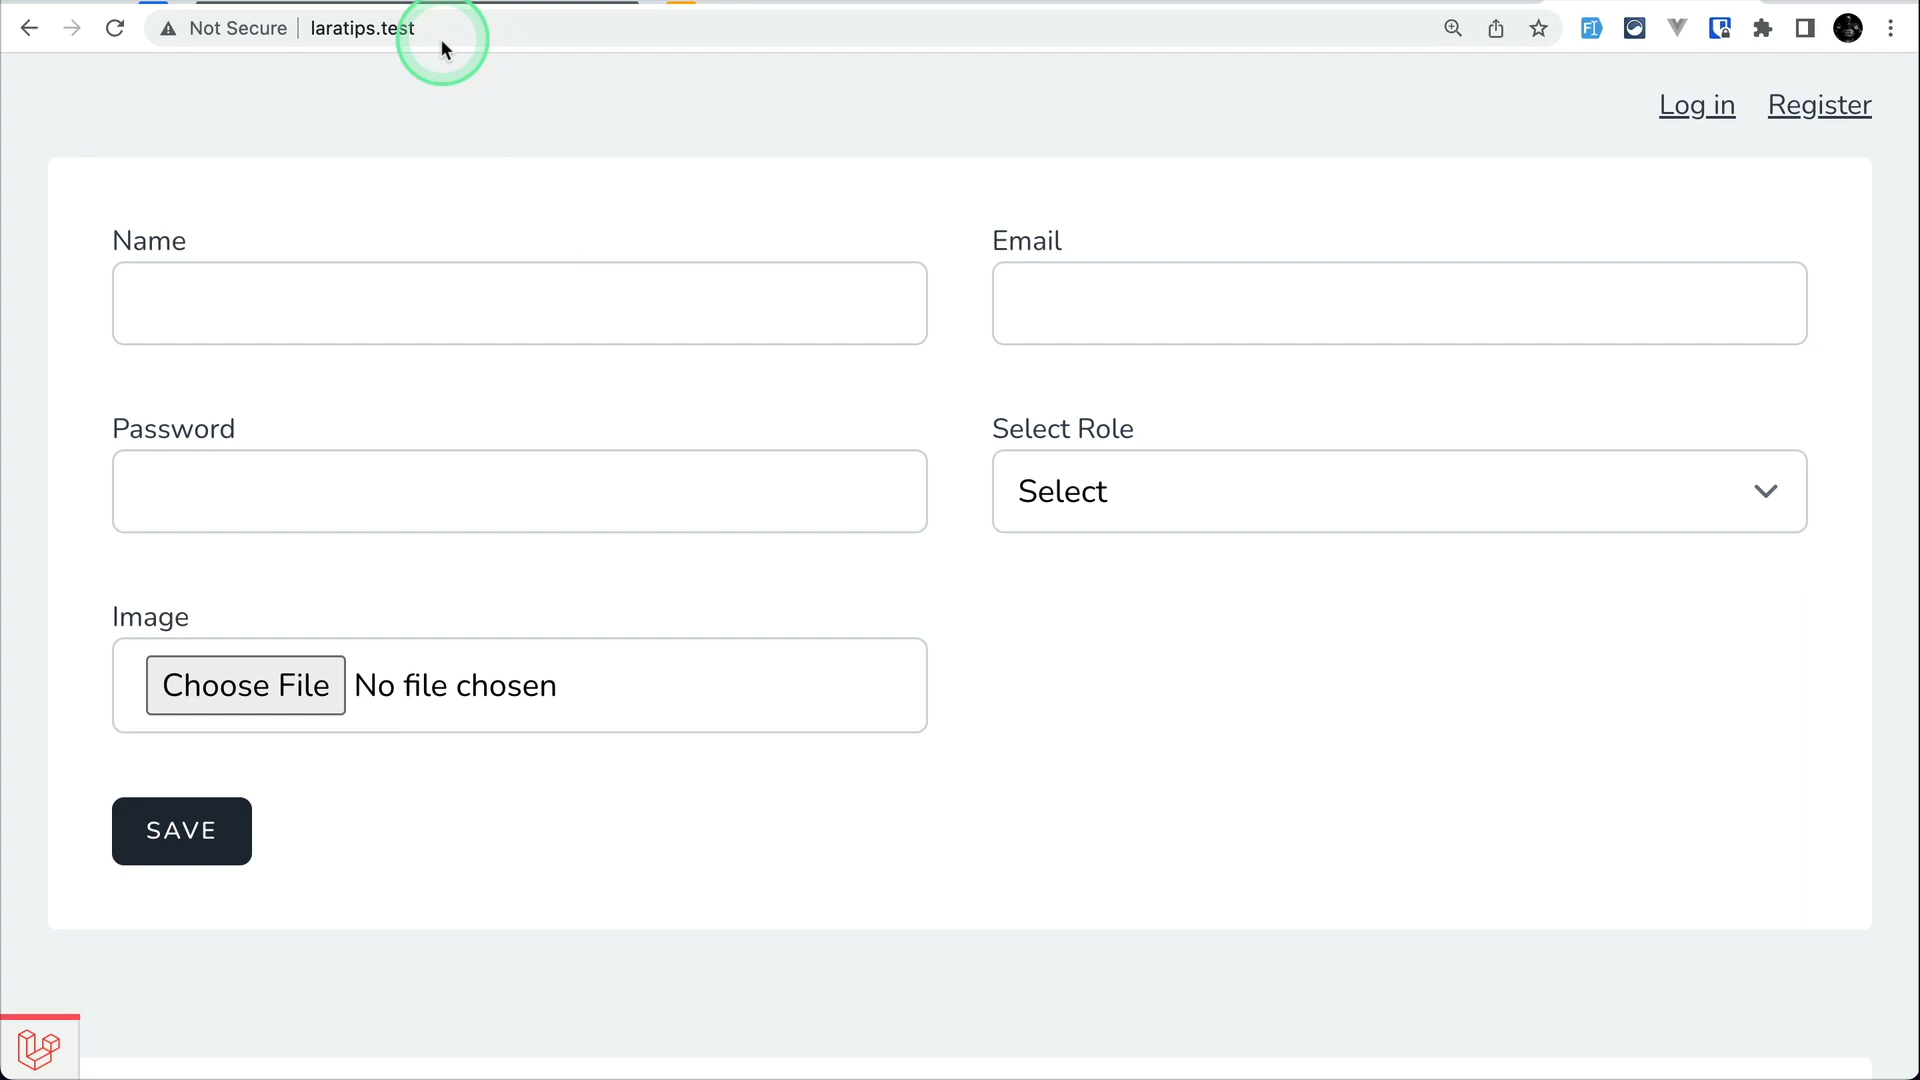 Not Secure | laratips.test
Log in Register
Name Email
Password Select Role
Select
Image
Choose File No file chosen
SAVE